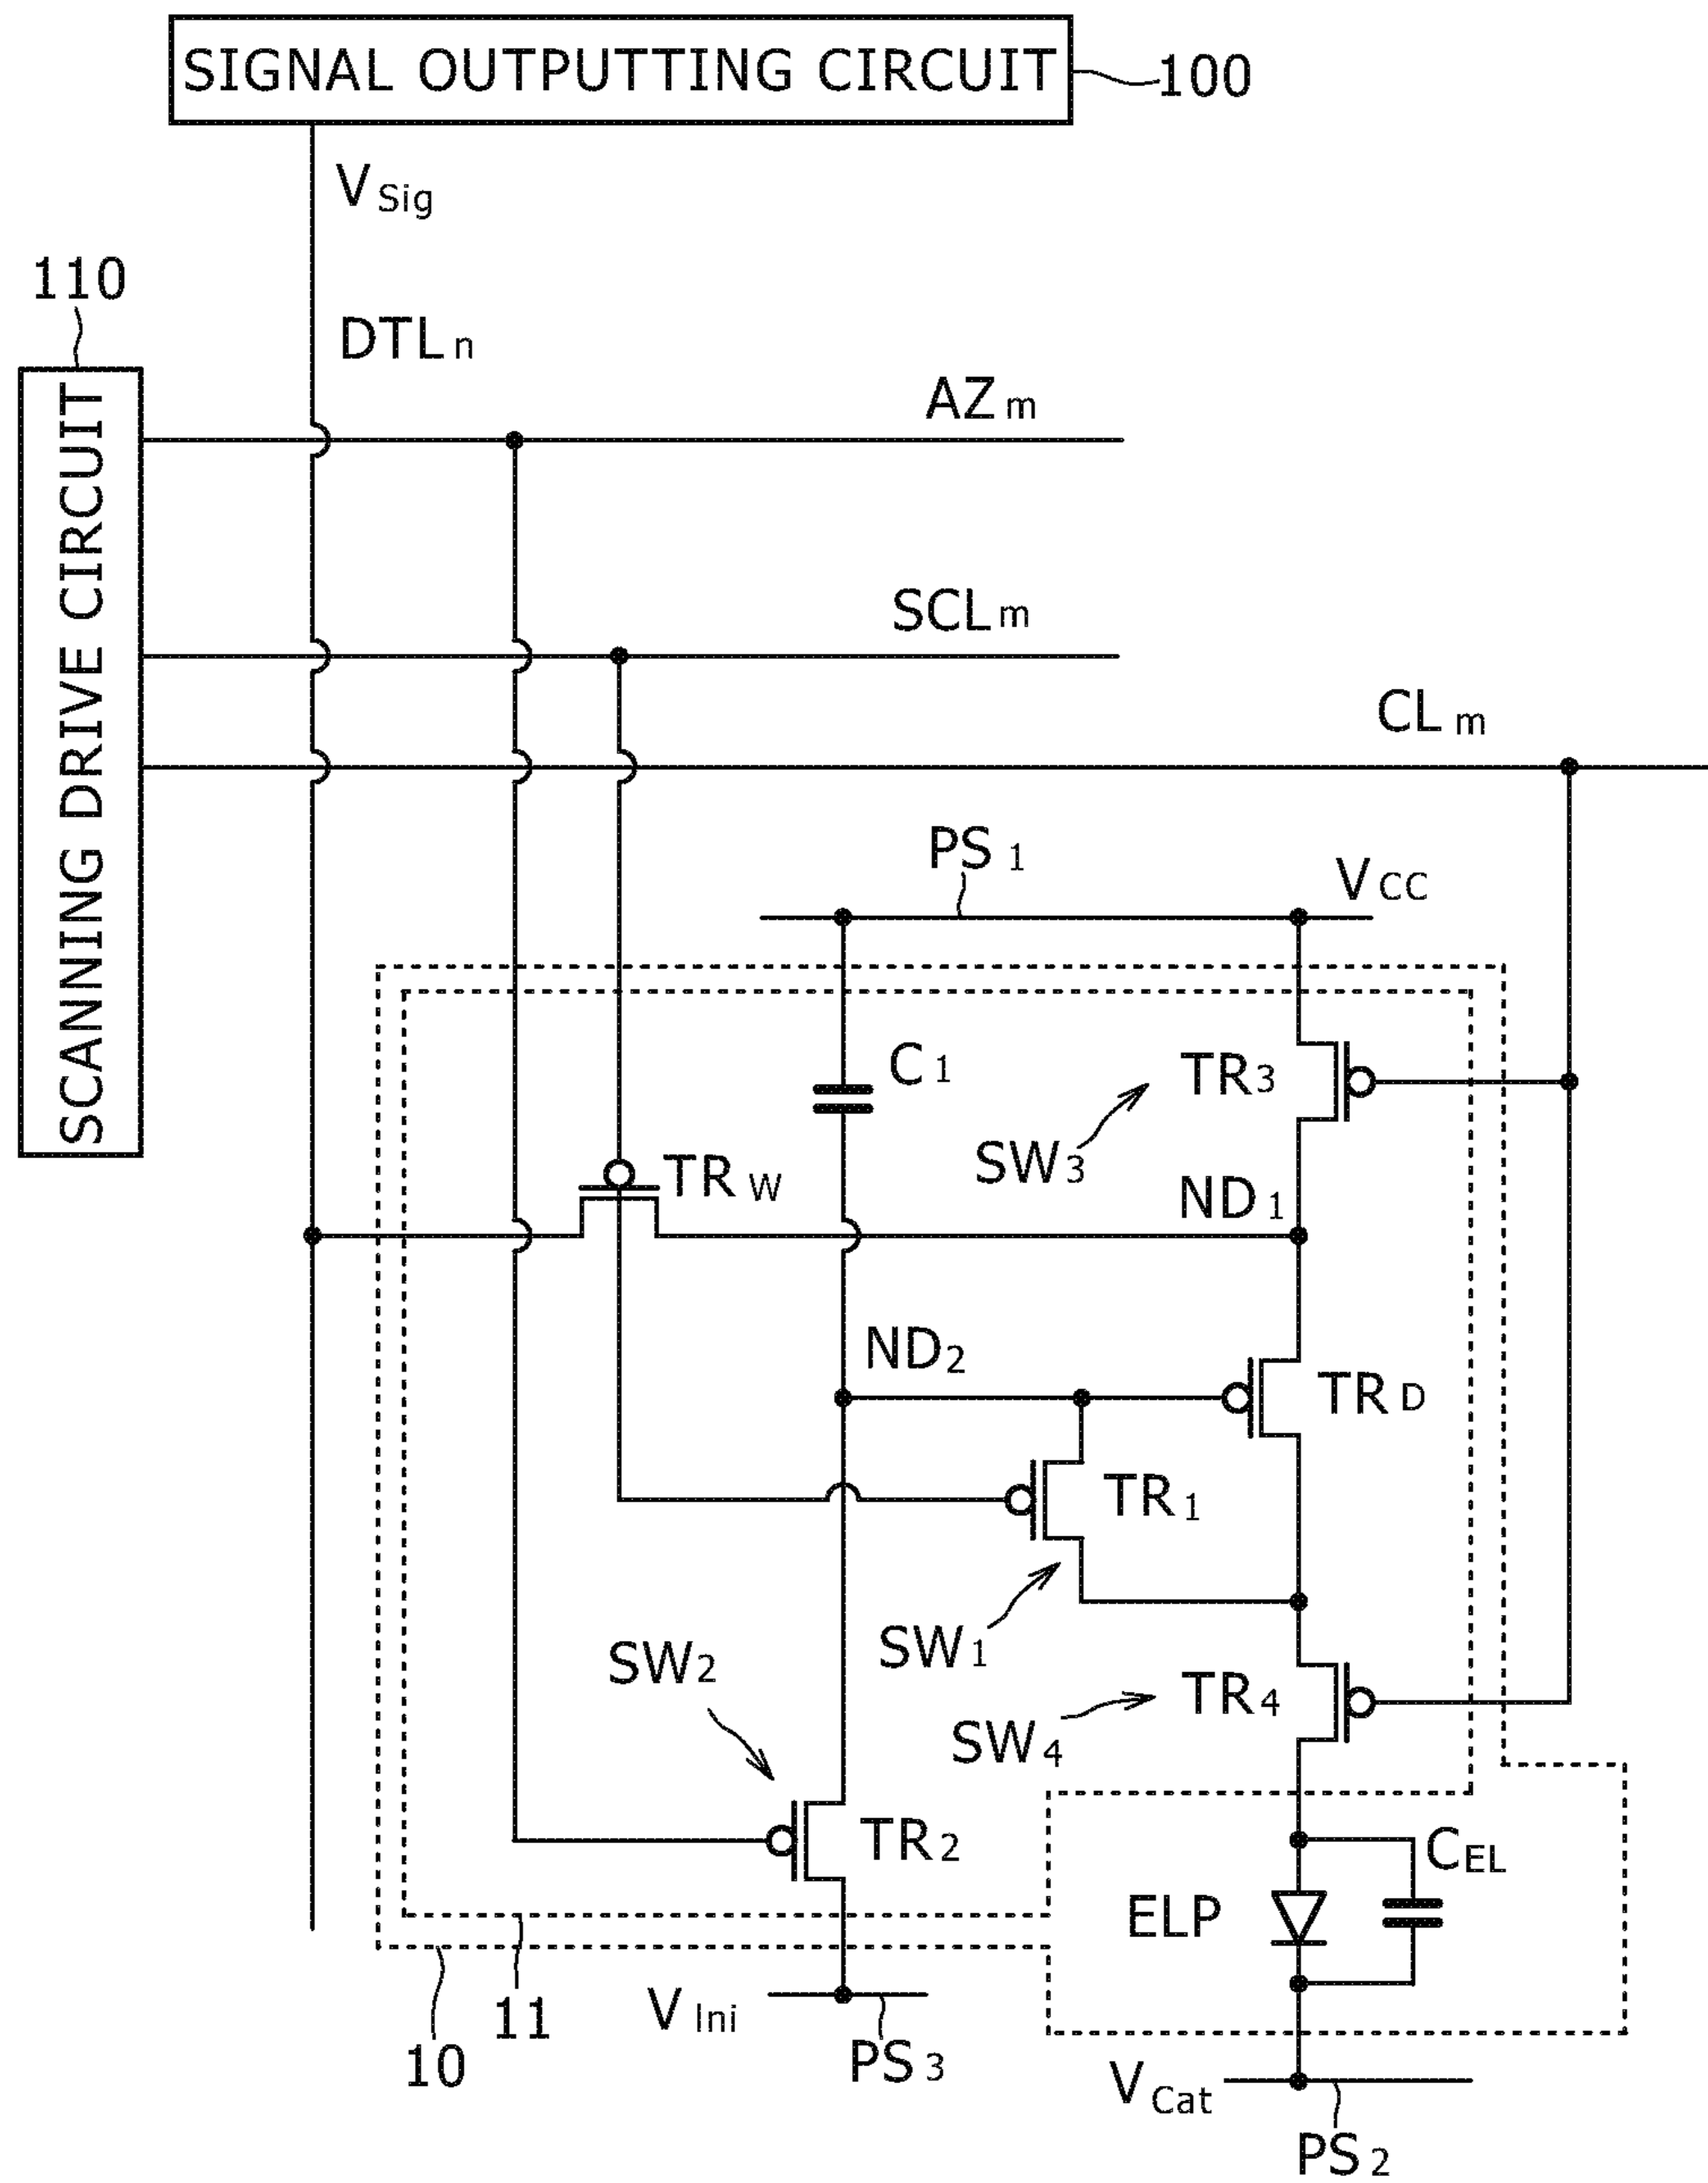 SIGNAL OUTPUTTING CIRCUIT
100
VSig
110
DTLn
AZm
SCANNING DRIVE CIRCUIT
SCLm
CLm
PS1
VCC
C1
TR3
SW3
TRW
ND1
ND2
TRD
TR1
SW1
SW2
TR4
SW4
TR2
CEL
ELP
11
VIni
10
PS3
VCat
PS2